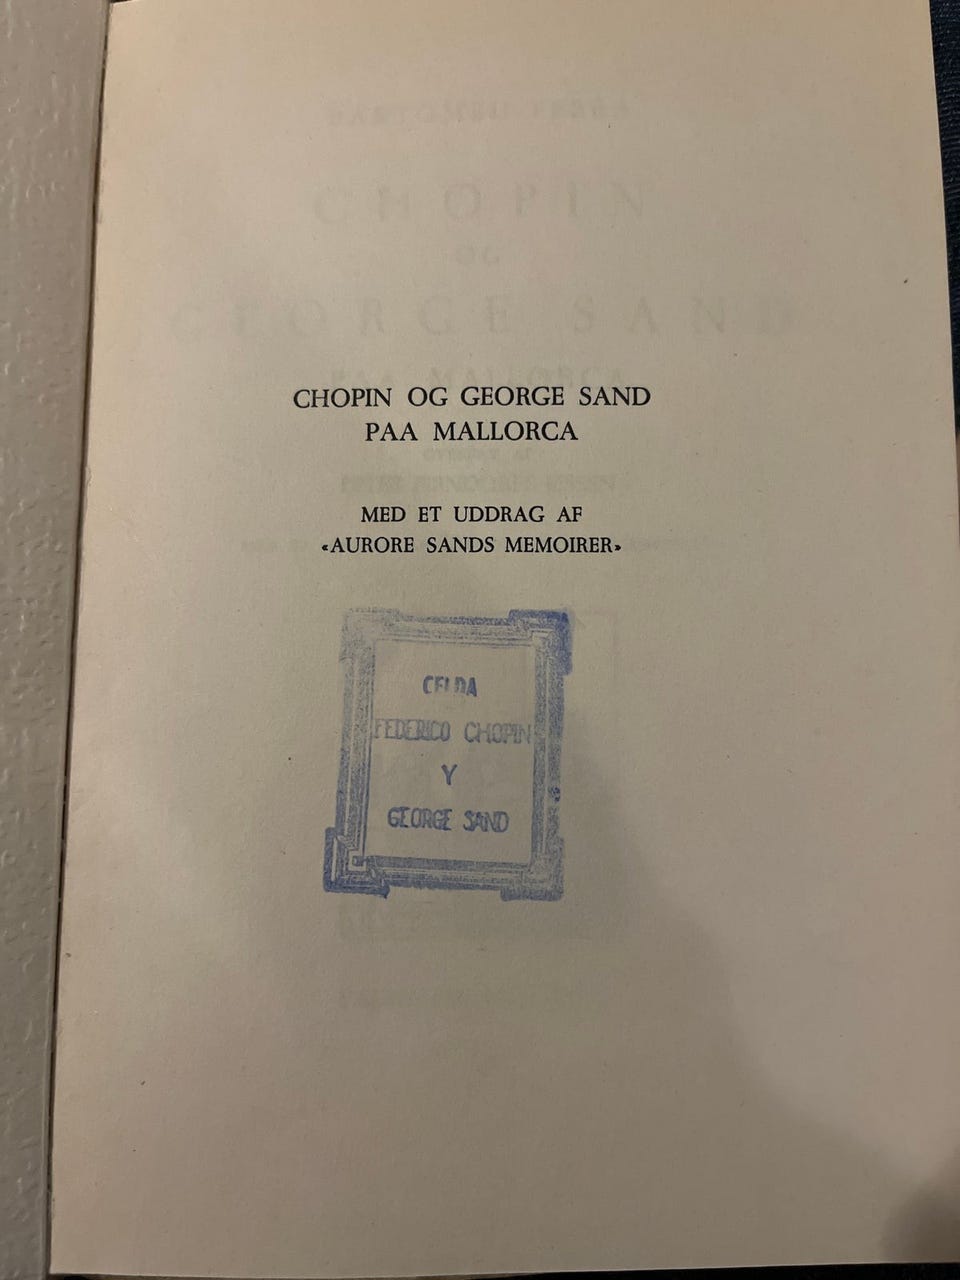 CHOPIN OG GEORGE SAND
PAA MALLORCA
MED ET UDDRAG AF
«AURORE SANDS MEMOIRER»
CELDA
FEDERICO CHOPIN
Y
GEORGE SAND